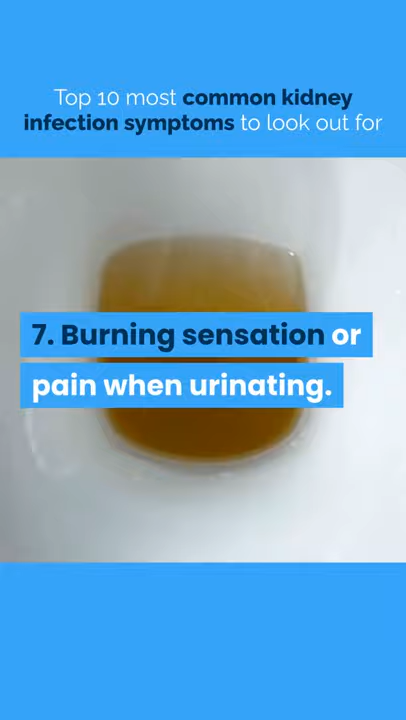 Top 10 most common kidney
infection symptoms to look out for
7. Burning sensation or
pain when urinating.